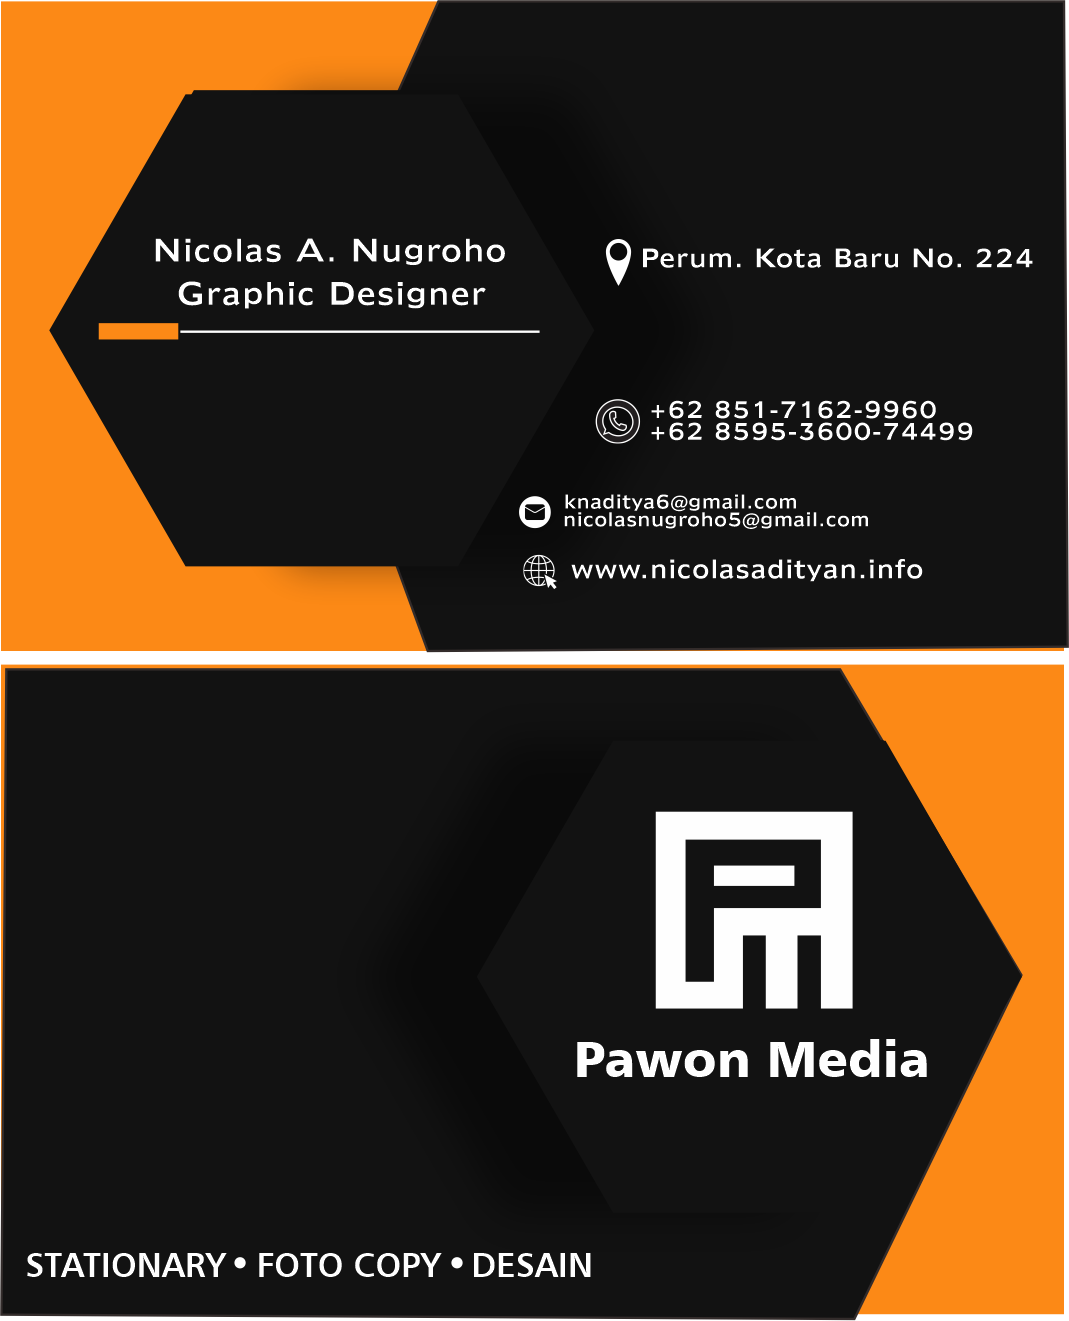 Nicolas A. Nugroho
Graphic Designer
Perum. Kota Baru No. 224
+62 851-7162-9960
+62 8595-3600-74499
knaditya6@gmail.com
nicolasnugroho5@gmail.com
www.nicolasadityan.info
PM
Pawon Media
STATIONARY • FOTO COPY • DESAIN